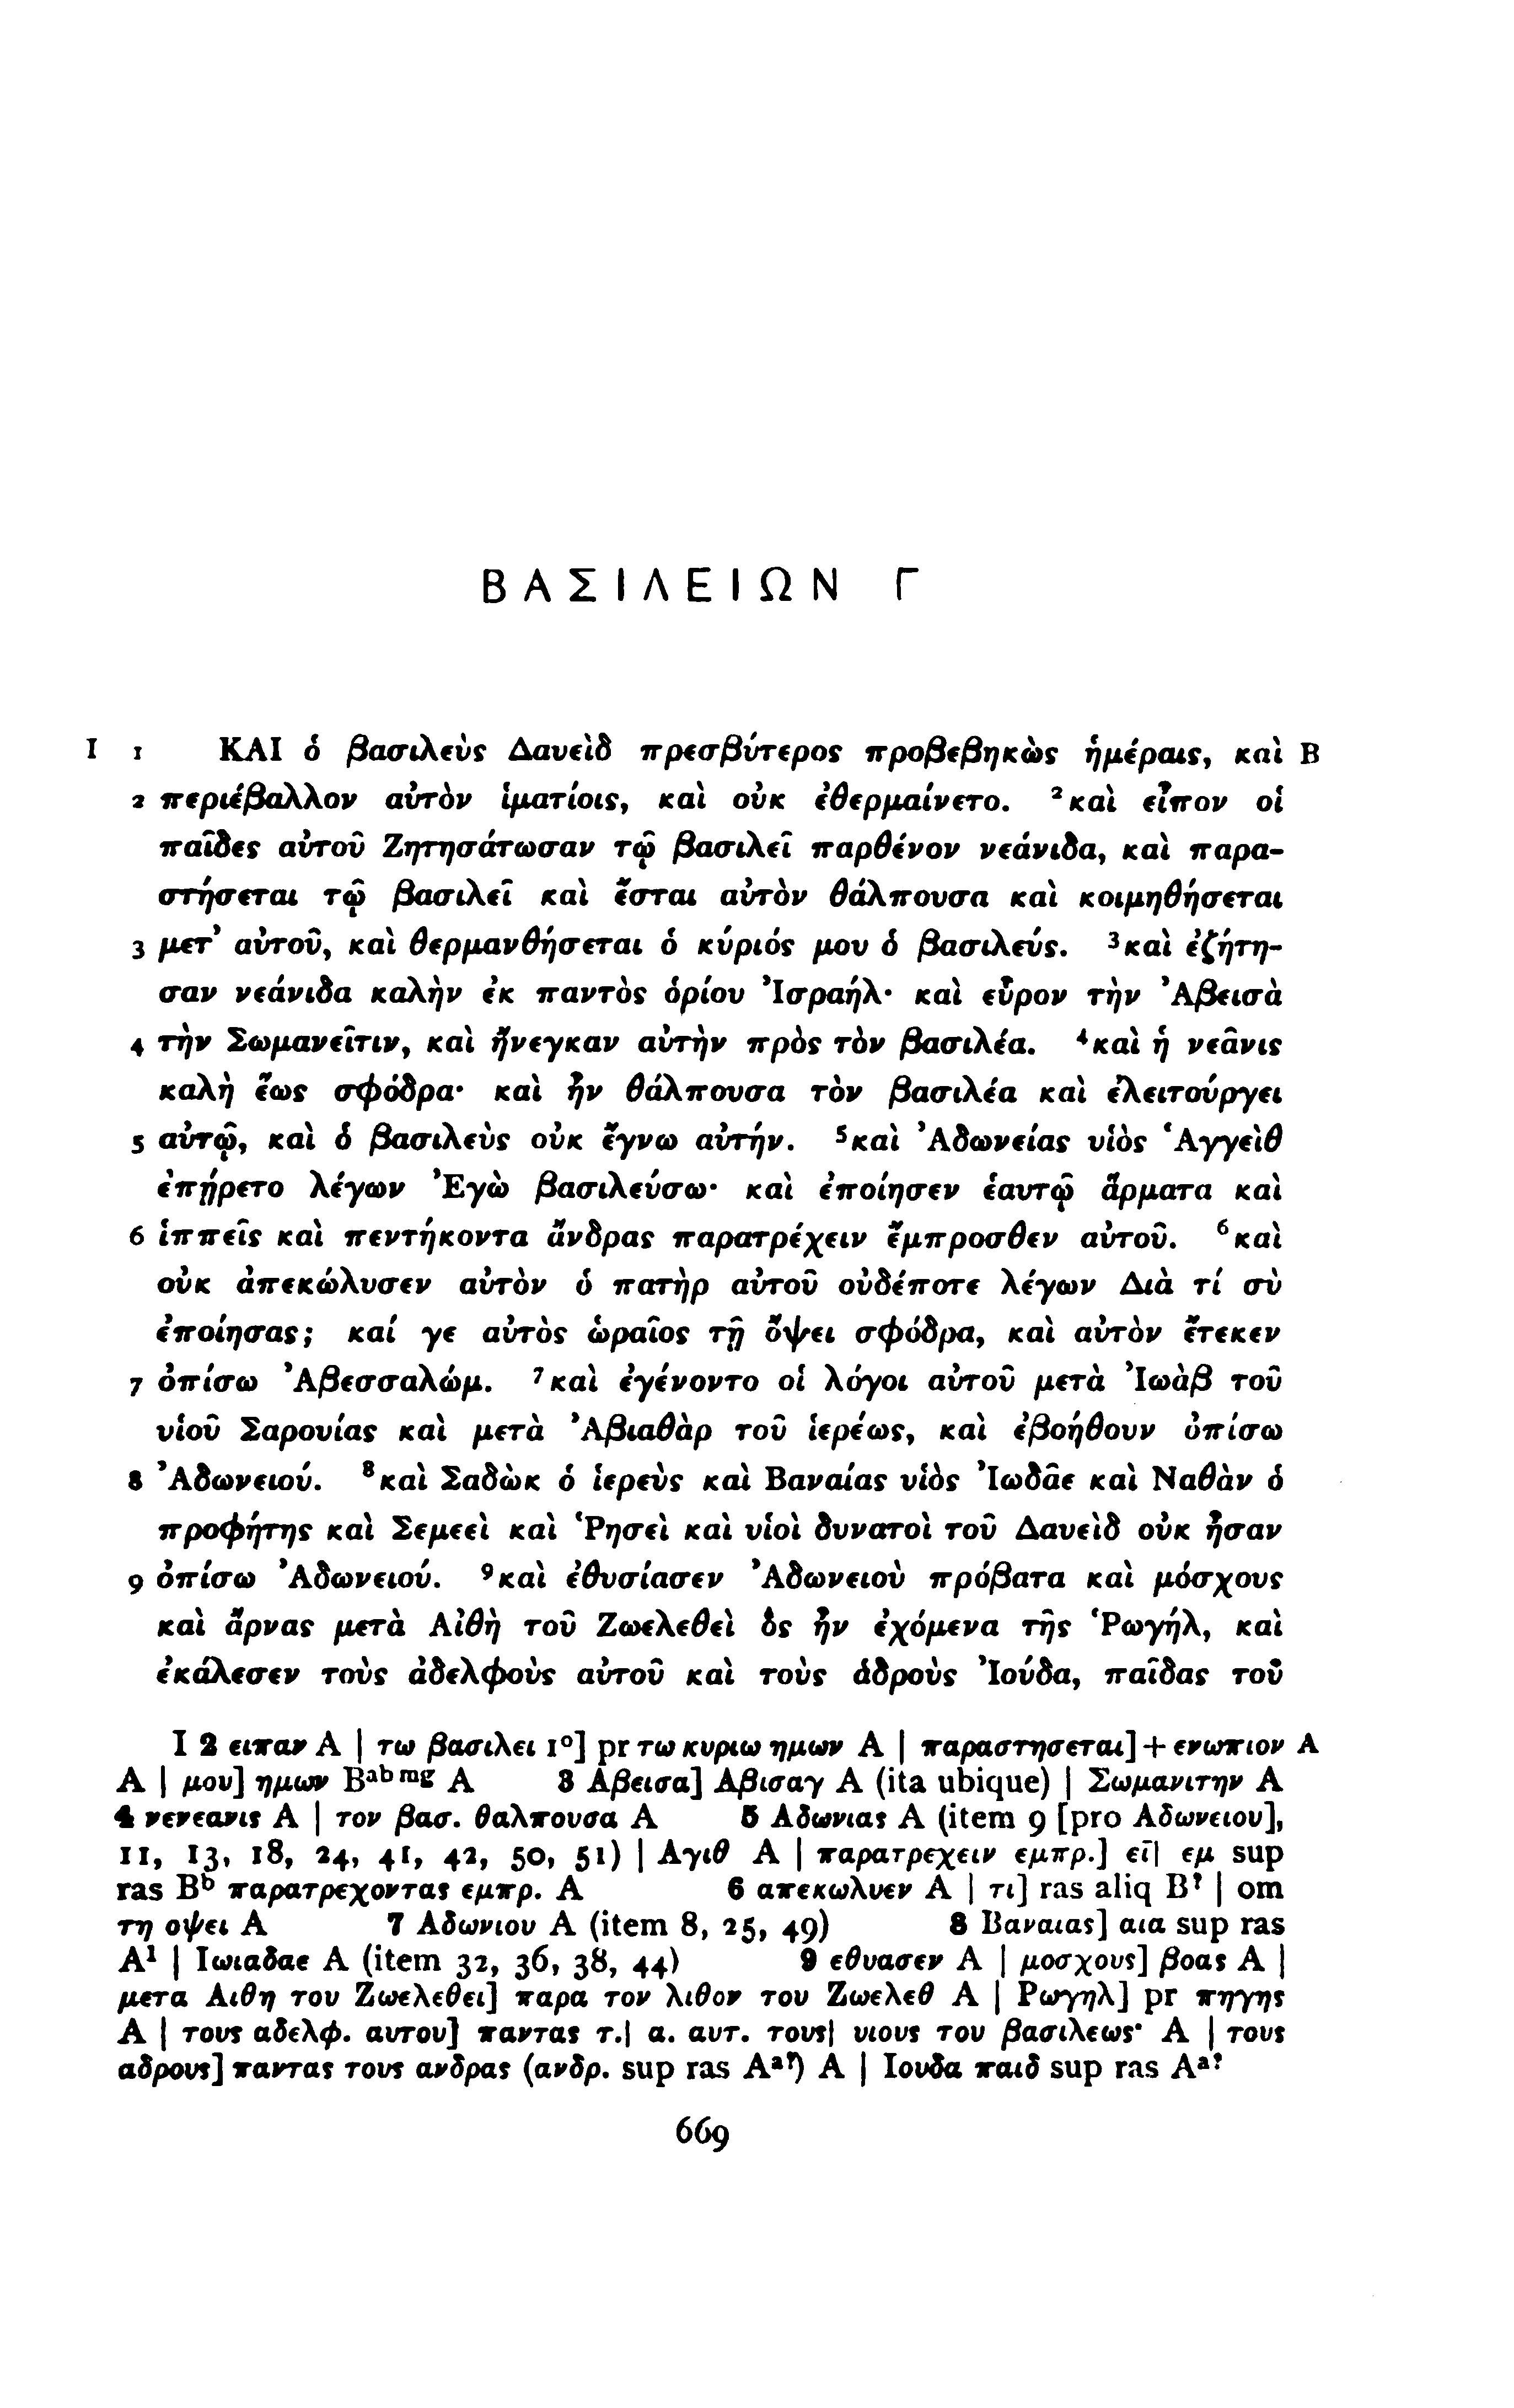 ΒΑΣΙΛΕΙΩΝ Γ
I 1 ΚΑΙ ὁ βασιλεὺς Δαυεὶδ πρεσβύτερος προβεβηκὼς ἡμέραις, καὶ B
2 περιέβαλλον αὐτὸν ἱματίοις, καὶ οὐκ ἐθερμαίνετο. ²καὶ εἶπον οἱ
παῖδες αὐτοῦ Ζητησάτωσαν τῷ βασιλεῖ παρθένον νεάνιδα, καὶ παρα-
στήσεται τῷ βασιλεῖ καὶ ἔσται αὐτὸν θάλπουσα καὶ κοιμηθήσεται
3 μετ᾽ αὐτοῦ, καὶ θερμανθήσεται ὁ κύριός μου ὁ βασιλεύς. ³καὶ ἐζήτη-
σαν νεάνιδα καλὴν ἐκ παντὸς ὁρίου Ἰσραήλ· καὶ εὗρον τὴν Ἀβεισὰ
4 τὴν Σωμανεῖτιν, καὶ ἤνεγκαν αὐτὴν πρὸς τὸν βασιλέα. ⁴καὶ ἡ νεᾶνις
καλὴ ἕως σφόδρα· καὶ ἦν θάλπουσα τὸν βασιλέα καὶ ἐλειτούργει
5 αὐτῷ, καὶ ὁ βασιλεὺς οὐκ ἔγνω αὐτήν. ⁵καὶ Ἀδωνείας υἱὸς Ἁγγεὶθ
ἐπῄρετο λέγων Ἐγὼ βασιλεύσω· καὶ ἐποίησεν ἑαυτῷ ἅρματα καὶ
6 ἱππεῖς καὶ πεντήκοντα ἄνδρας παρατρέχειν ἔμπροσθεν αὐτοῦ. ⁶καὶ
οὐκ ἀπεκώλυσεν αὐτὸν ὁ πατὴρ αὐτοῦ οὐδέποτε λέγων Διὰ τί σὺ
ἐποίησας; καί γε αὐτὸς ὡραῖος τῇ ὄψει σφόδρα, καὶ αὐτὸν ἔτεκεν
7 ὀπίσω Ἀβεσσαλώμ. ⁷καὶ ἐγένοντο οἱ λόγοι αὐτοῦ μετὰ Ἰωὰβ τοῦ
υἱοῦ Σαρουίας καὶ μετὰ Ἀβιαθὰρ τοῦ ἱερέως, καὶ ἐβοήθουν ὀπίσω
8 Ἀδωνειού. ⁸καὶ Σαδὼκ ὁ ἱερεὺς καὶ Βαναίας υἱὸς Ἰωδᾶε καὶ Ναθὰν ὁ
προφήτης καὶ Σεμεεὶ καὶ Ῥησεὶ καὶ υἱοὶ δυνατοὶ τοῦ Δαυεὶδ οὐκ ἦσαν
9 ὀπίσω Ἀδωνειού. ⁹καὶ ἐθυσίασεν Ἀδωνειοὺ πρόβατα καὶ μόσχους
καὶ ἄρνας μετὰ Αἰθὴ τοῦ Ζωελεθεὶ ὃς ἦν ἐχόμενα τῆς Ῥωγήλ, καὶ
ἐκάλεσεν τοὺς ἀδελφοὺς αὐτοῦ καὶ τοὺς ἁδροὺς Ἰούδα, παῖδας τοῦ
I 2 ειπαν A | τω βασιλει 1º] pr τω κυριω ημων A | παραστησεται] + ενωπιον A
A | μου] ημων Bᵃᵇᵐᵍ A 3 Αβεισα] Αβισαγ A (ita ubique) | Σωμανιτην A
4 νενεανις A | τον βασ. θαλπουσα A 5 Αδωνιας A (item 9 [pro Αδωνειου],
11, 13, 18, 24, 41, 42, 50, 51) | Αγιθ A | παρατρεχειν εμπρ.] εῑ| εμ sup
ras Bᵇ παρατρεχοντας εμπρ. A 6 απεκωλυεν A | τι] ras aliq B? | om
τη οψει A 7 Αδωνιου A (item 8, 25, 49) 8 Βαναιας] αια sup ras
A¹ | Ιωιαδαε A (item 32, 36, 38, 44) 9 εθυασεν A | μοσχους] βοας A |
μετα Αιθη του Ζωελεθει] παρα τον λιθον του Ζωελεθ A | Ρωγηλ] pr πηγης
A | τους αδελφ. αυτου] παντας τ.| α. αυτ. τους| υιους του βασιλεως· A | τους
αδρους] παντας τους ανδρας (ανδρ. sup ras Aᵃ?) A | Ιουδα παιδ sup ras Aᵃ?
669